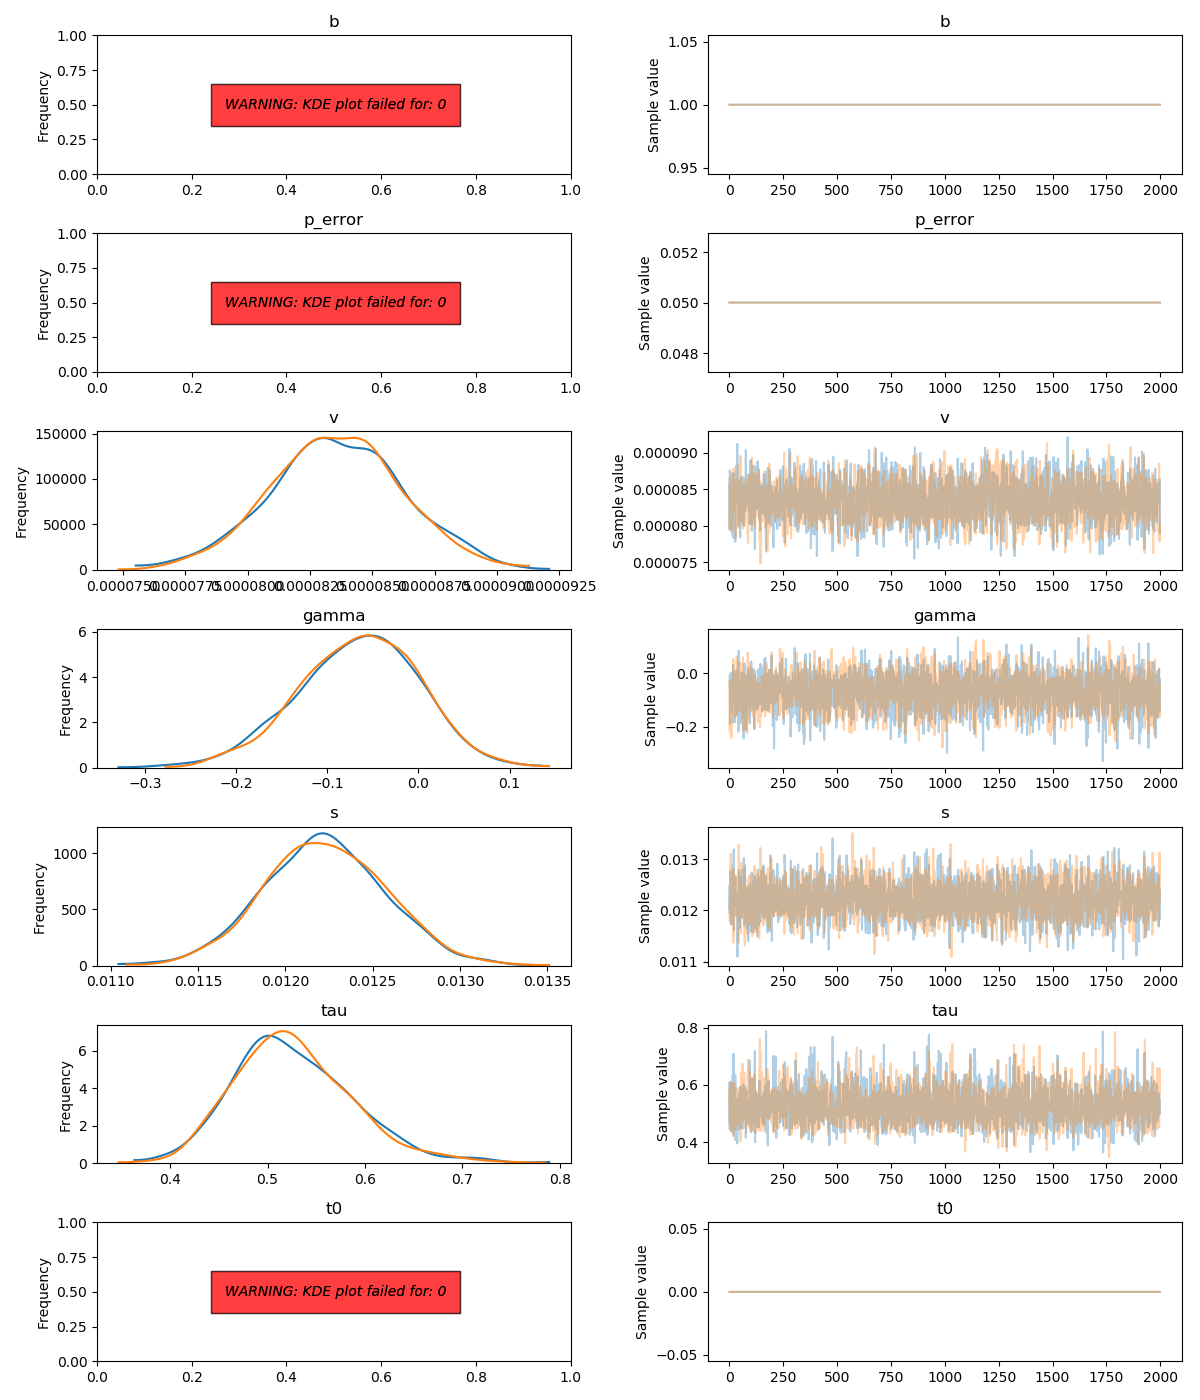 b
b
Frequency
1.00
0.75
0.50
0.25
0.00
WARNING: KDE plot failed for: 0
0.0 0.2 0.4 0.6 0.8 1.0
Sample value
1.05
1.00
0.95
0 250 500 750 1000 1250 1500 1750 2000
p_error
p_error
Frequency
1.00
0.75
0.50
0.25
0.00
WARNING: KDE plot failed for: 0
0.0 0.2 0.4 0.6 0.8 1.0
Sample value
0.052
0.050
0.048
0 250 500 750 1000 1250 1500 1750 2000
v
v
Frequency
150000
100000
50000
0
0.0000750 0.0000775 0.0000800 0.0000825 0.0000850 0.0000875 0.0000900 0.0000925
Sample value
0.000090
0.000085
0.000080
0.000075
0 250 500 750 1000 1250 1500 1750 2000
gamma
gamma
Frequency
6
4
2
0
−0.3 −0.2 −0.1 0.0 0.1
Sample value
0.0
−0.2
0 250 500 750 1000 1250 1500 1750 2000
s
s
Frequency
1000
500
0
0.0110 0.0115 0.0120 0.0125 0.0130 0.0135
Sample value
0.013
0.012
0.011
0 250 500 750 1000 1250 1500 1750 2000
tau
tau
Frequency
6
4
2
0
0.4 0.5 0.6 0.7 0.8
Sample value
0.8
0.6
0.4
0 250 500 750 1000 1250 1500 1750 2000
t0
t0
Frequency
1.00
0.75
0.50
0.25
0.00
WARNING: KDE plot failed for: 0
0.0 0.2 0.4 0.6 0.8 1.0
Sample value
0.05
0.00
−0.05
0 250 500 750 1000 1250 1500 1750 2000